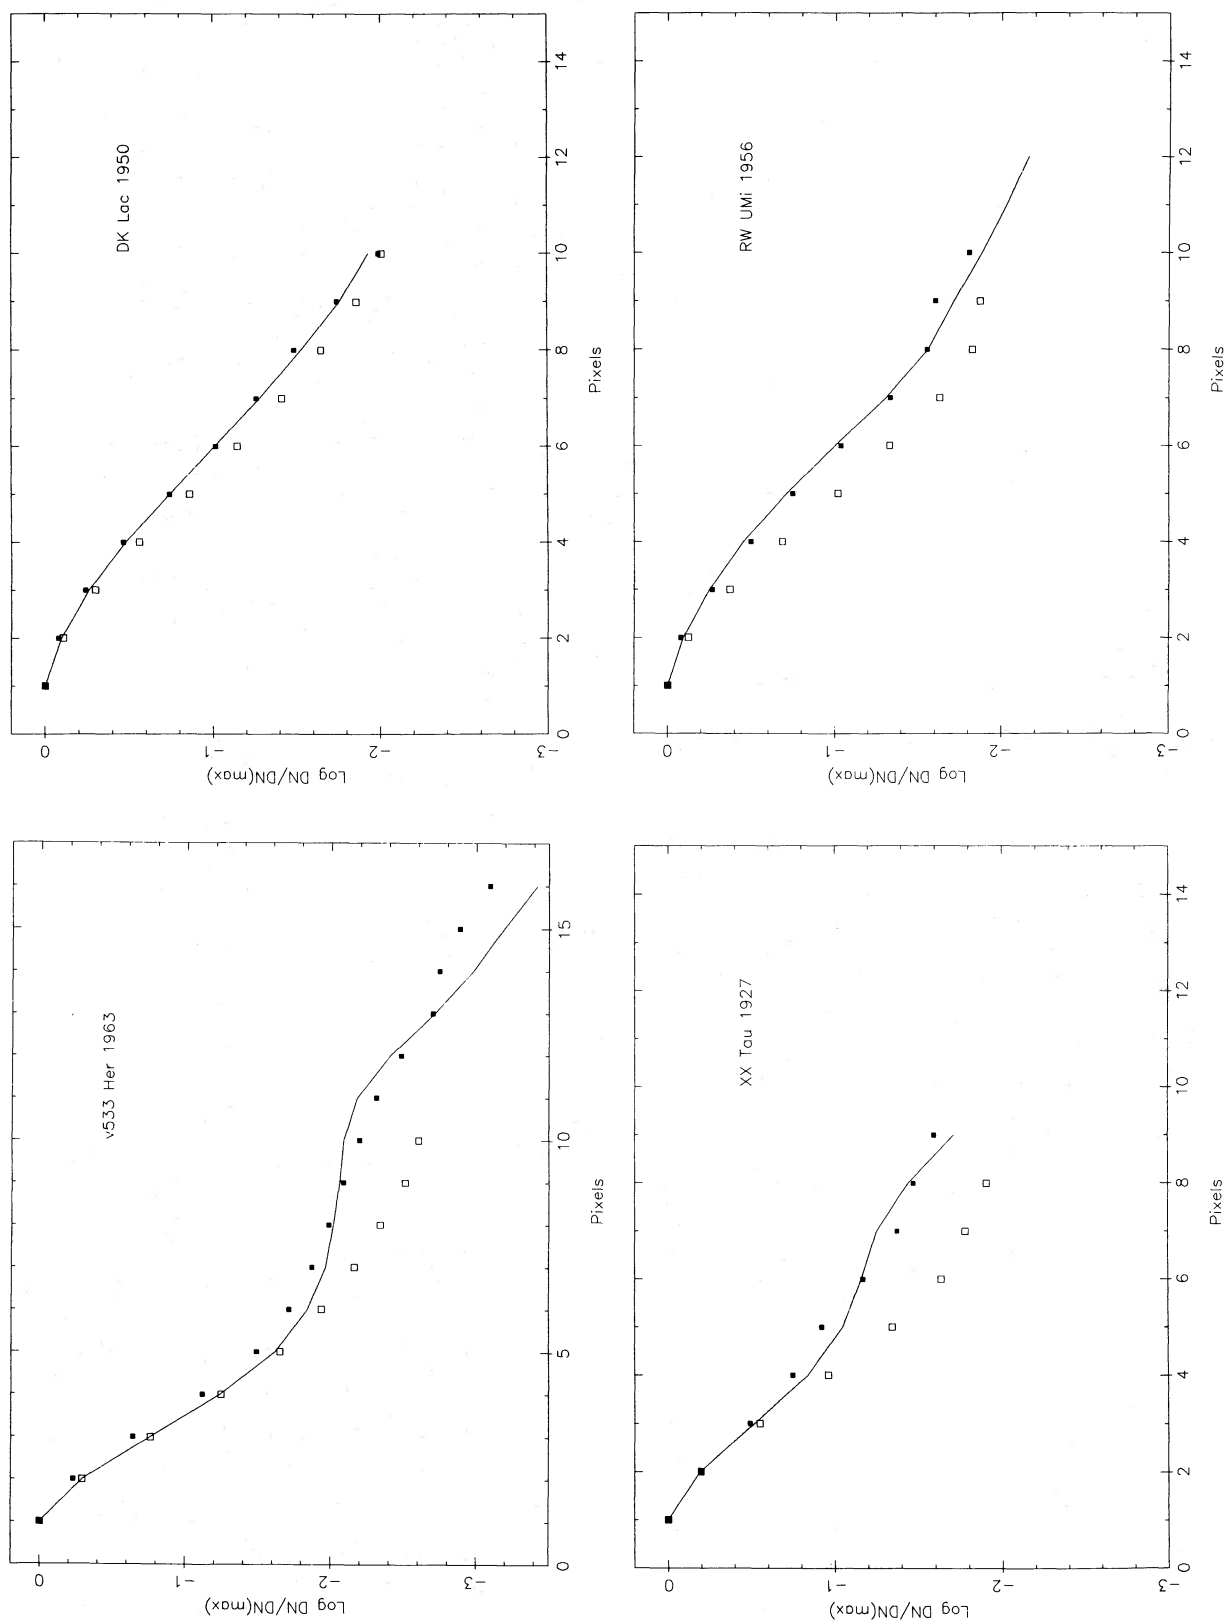 DK Lac 1950
0 2 4 6 8 10 12 14
Pixels
0 -1 -2 -3
Log DN/DN(max)
RW UMi 1956
0 2 4 6 8 10 12 14
Pixels
0 -1 -2 -3
Log DN/DN(max)
v533 Her 1963
0 5 10 15
Pixels
0 -1 -2 -3
Log DN/DN(max)
XX Tau 1927
0 2 4 6 8 10 12 14
Pixels
0 -1 -2 -3
Log DN/DN(max)